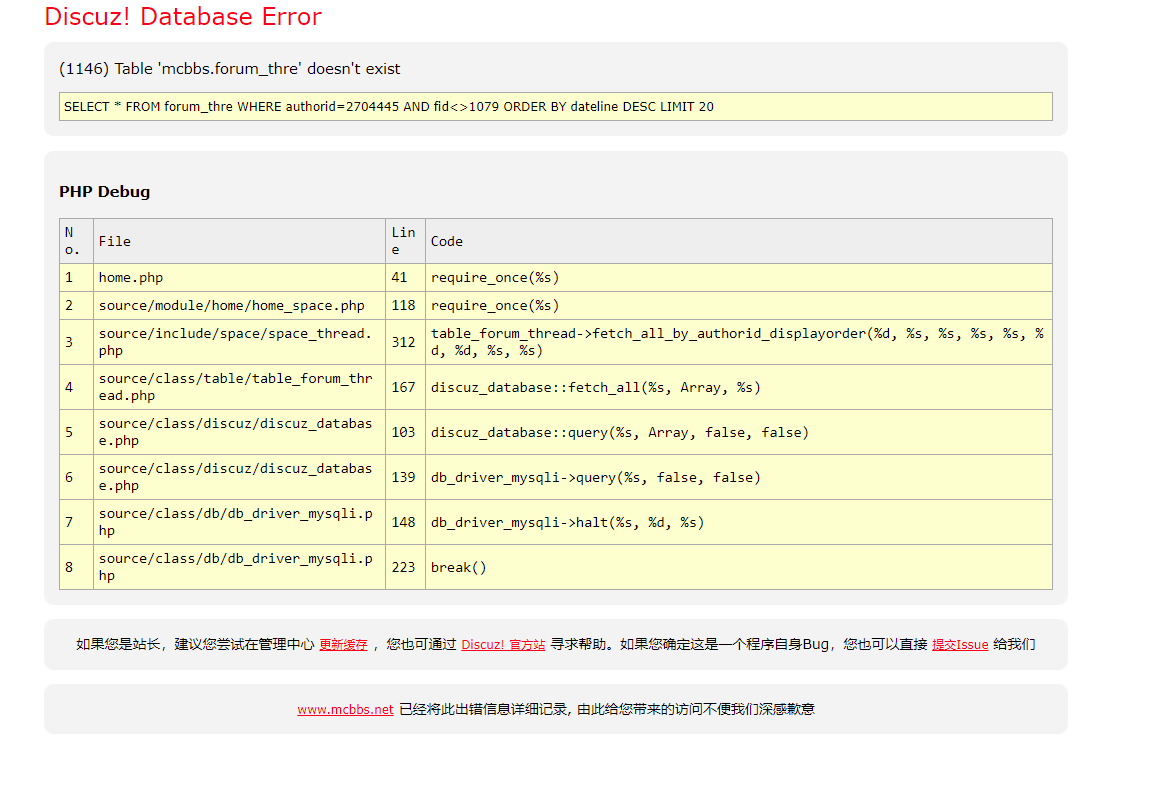 Discuz! Database Error
(1146) Table 'mcbbs.forum_thre' doesn't exist
SELECT * FROM forum_thre WHERE authorid=2704445 AND fid<>1079 ORDER BY dateline DESC LIMIT 20
PHP Debug
N
o. File Lin
e Code
1 home.php 41 require_once(%s)
2 source/module/home/home_space.php 118 require_once(%s)
3 source/include/space/space_thread.
php 312 table_forum_thread->fetch_all_by_authorid_displayorder(%d, %s, %s, %s, %s, %
d, %d, %s, %s)
4 source/class/table/table_forum_thr
ead.php 167 discuz_database::fetch_all(%s, Array, %s)
5 source/class/discuz/discuz_databas
e.php 103 discuz_database::query(%s, Array, false, false)
6 source/class/discuz/discuz_databas
e.php 139 db_driver_mysqli->query(%s, false, false)
7 source/class/db/db_driver_mysqli.p
hp 148 db_driver_mysqli->halt(%s, %d, %s)
8 source/class/db/db_driver_mysqli.p
hp 223 break()
如果您是站长，建议您尝试在管理中心 更新缓存 ，您也可通过 Discuz! 官方站 寻求帮助。如果您确定这是一个程序自身Bug，您也可以直接 提交Issue 给我们
www.mcbbs.net 已经将此出错信息详细记录, 由此给您带来的访问不便我们深感歉意